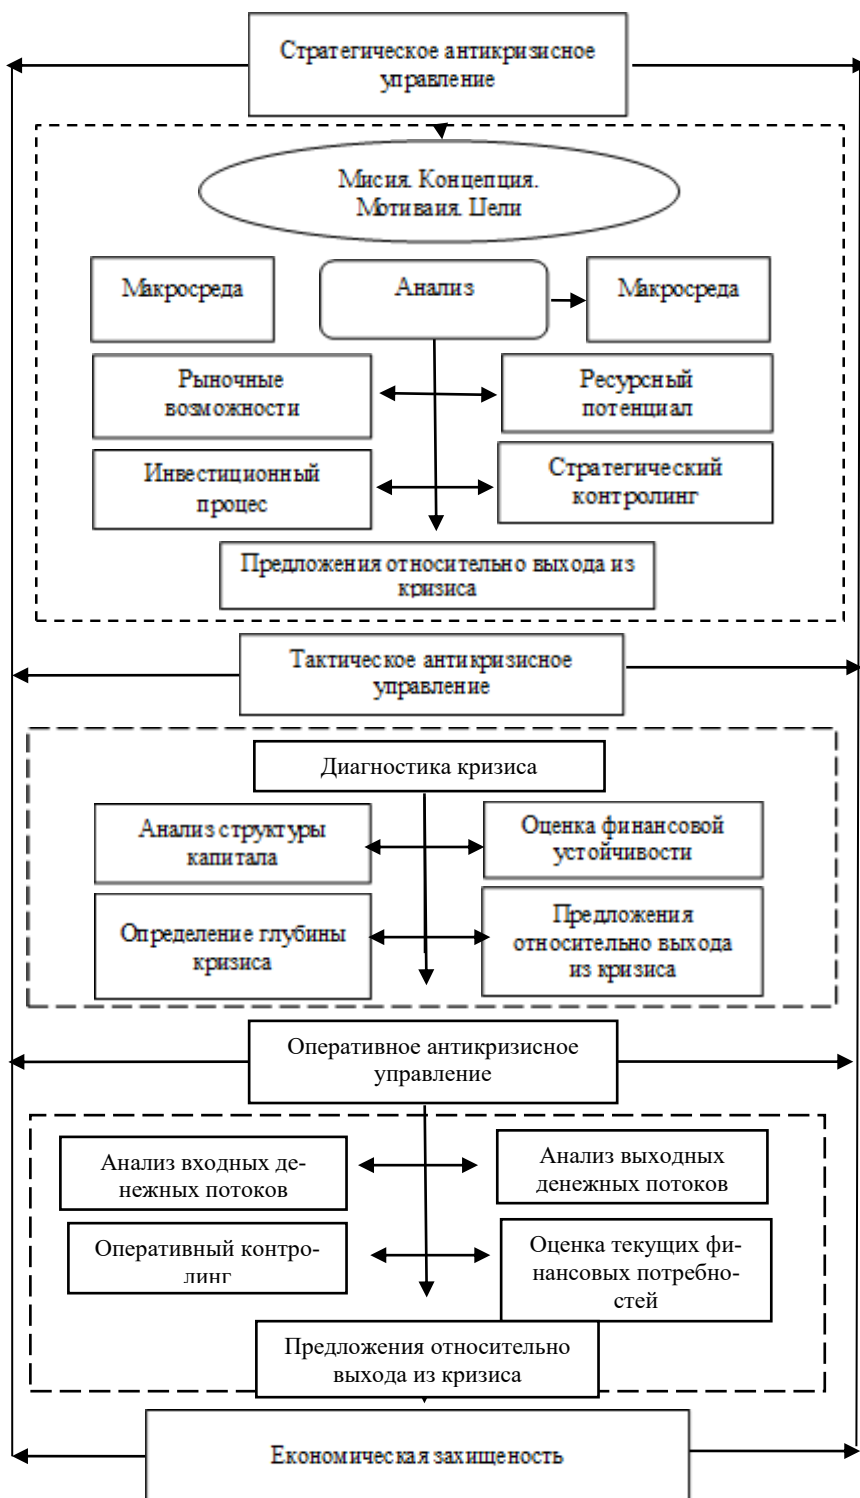 Стратегическое антикризисное
управление
Мисия. Концепция.
Мотиваия. Цели
Макросреда
Анализ
Макросреда
Рыночные
возможности
Ресурсный
потенциал
Инвестиционный
процес
Стратегический
контролинг
Предложения относительно выхода из
кризиса
Тактическое антикризисное
управление
Диагностика кризиса
Анализ структуры
капитала
Оценка финансовой
устойчивости
Определение глубины
кризиса
Предложения
относительно выхода
из кризиса
Оперативное антикризисное
управление
Анализ входных де-
нежных потоков
Анализ выходных
денежных потоков
Оперативный контро-
линг
Оценка текущих фи-
нансовых потребно-
стей
Предложения относительно
выхода из кризиса
Економическая захищеность